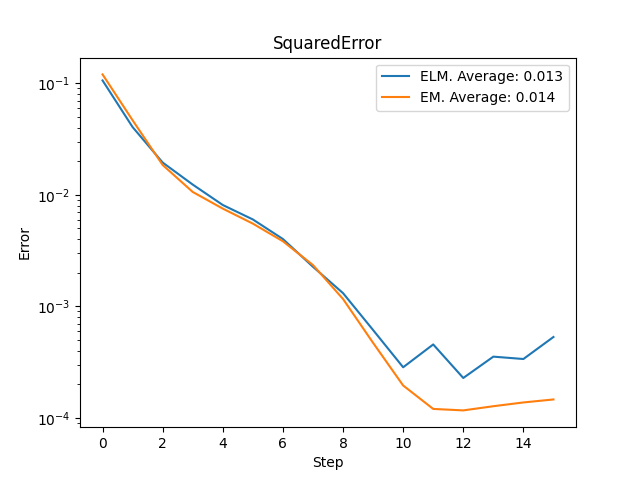 SquaredError
ELM. Average: 0.013
EM. Average: 0.014
Error
10⁻¹
10⁻²
10⁻³
10⁻⁴
0 2 4 6 8 10 12 14
Step